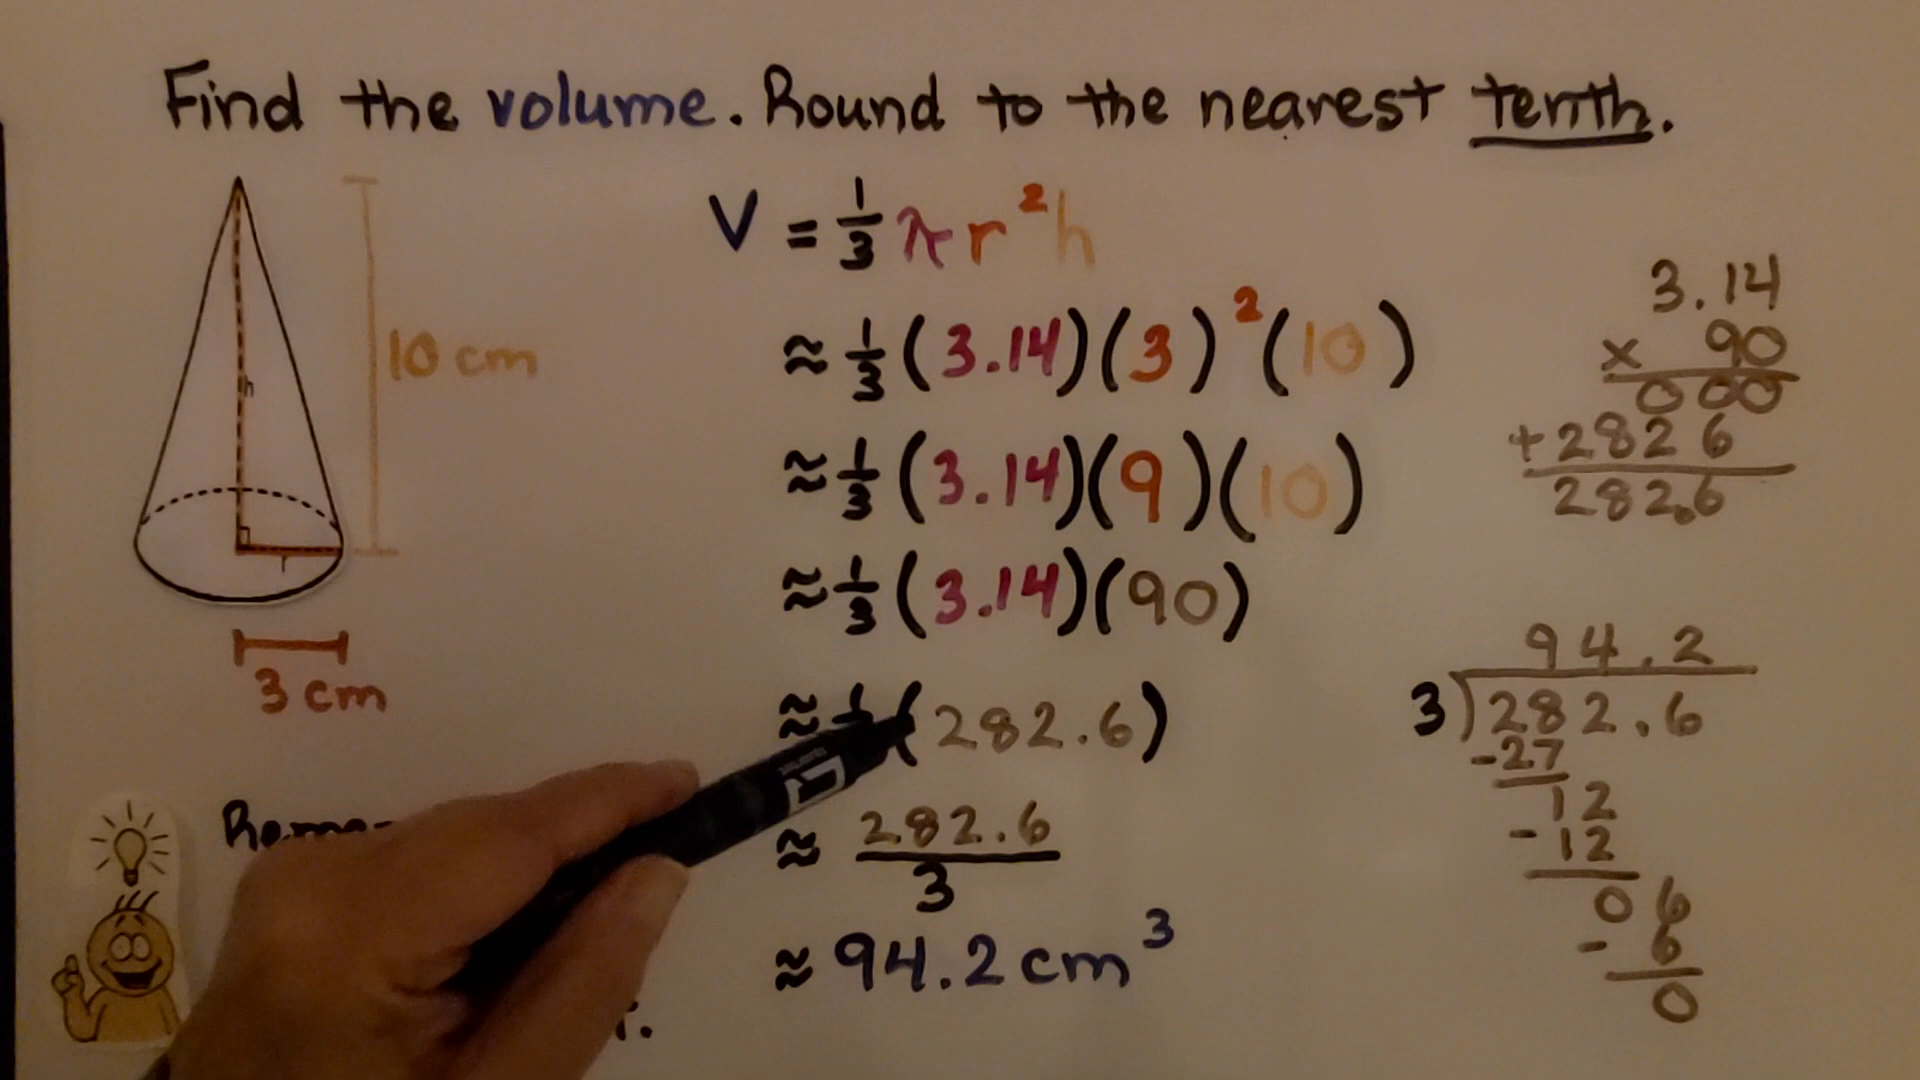 Find the volume. Round to the nearest tenth.
V = 1/3 π r² h
≈ 1/3 (3.14)(3)²(10)
≈ 1/3 (3.14)(9)(10)
≈ 1/3 (3.14)(90)
≈ (282.6)
≈ 282.6/3
≈ 94.2 cm³
h
10 cm
r
3 cm
3.14
x 90
000
+2826
282.6
94.2
3)282.6
-27
12
-12
06
-6
0